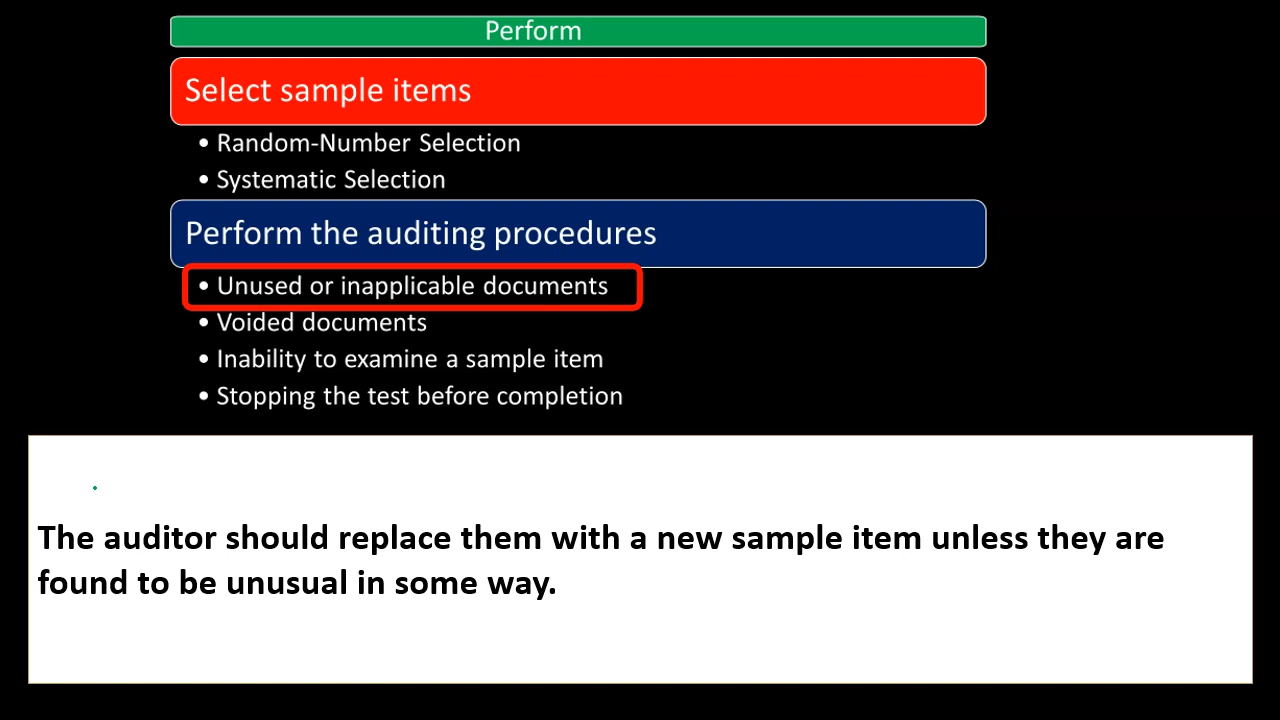 Perform
Select sample items
• Random-Number Selection
• Systematic Selection
Perform the auditing procedures
• Unused or inapplicable documents
• Voided documents
• Inability to examine a sample item
• Stopping the test before completion
The auditor should replace them with a new sample item unless they are
found to be unusual in some way.